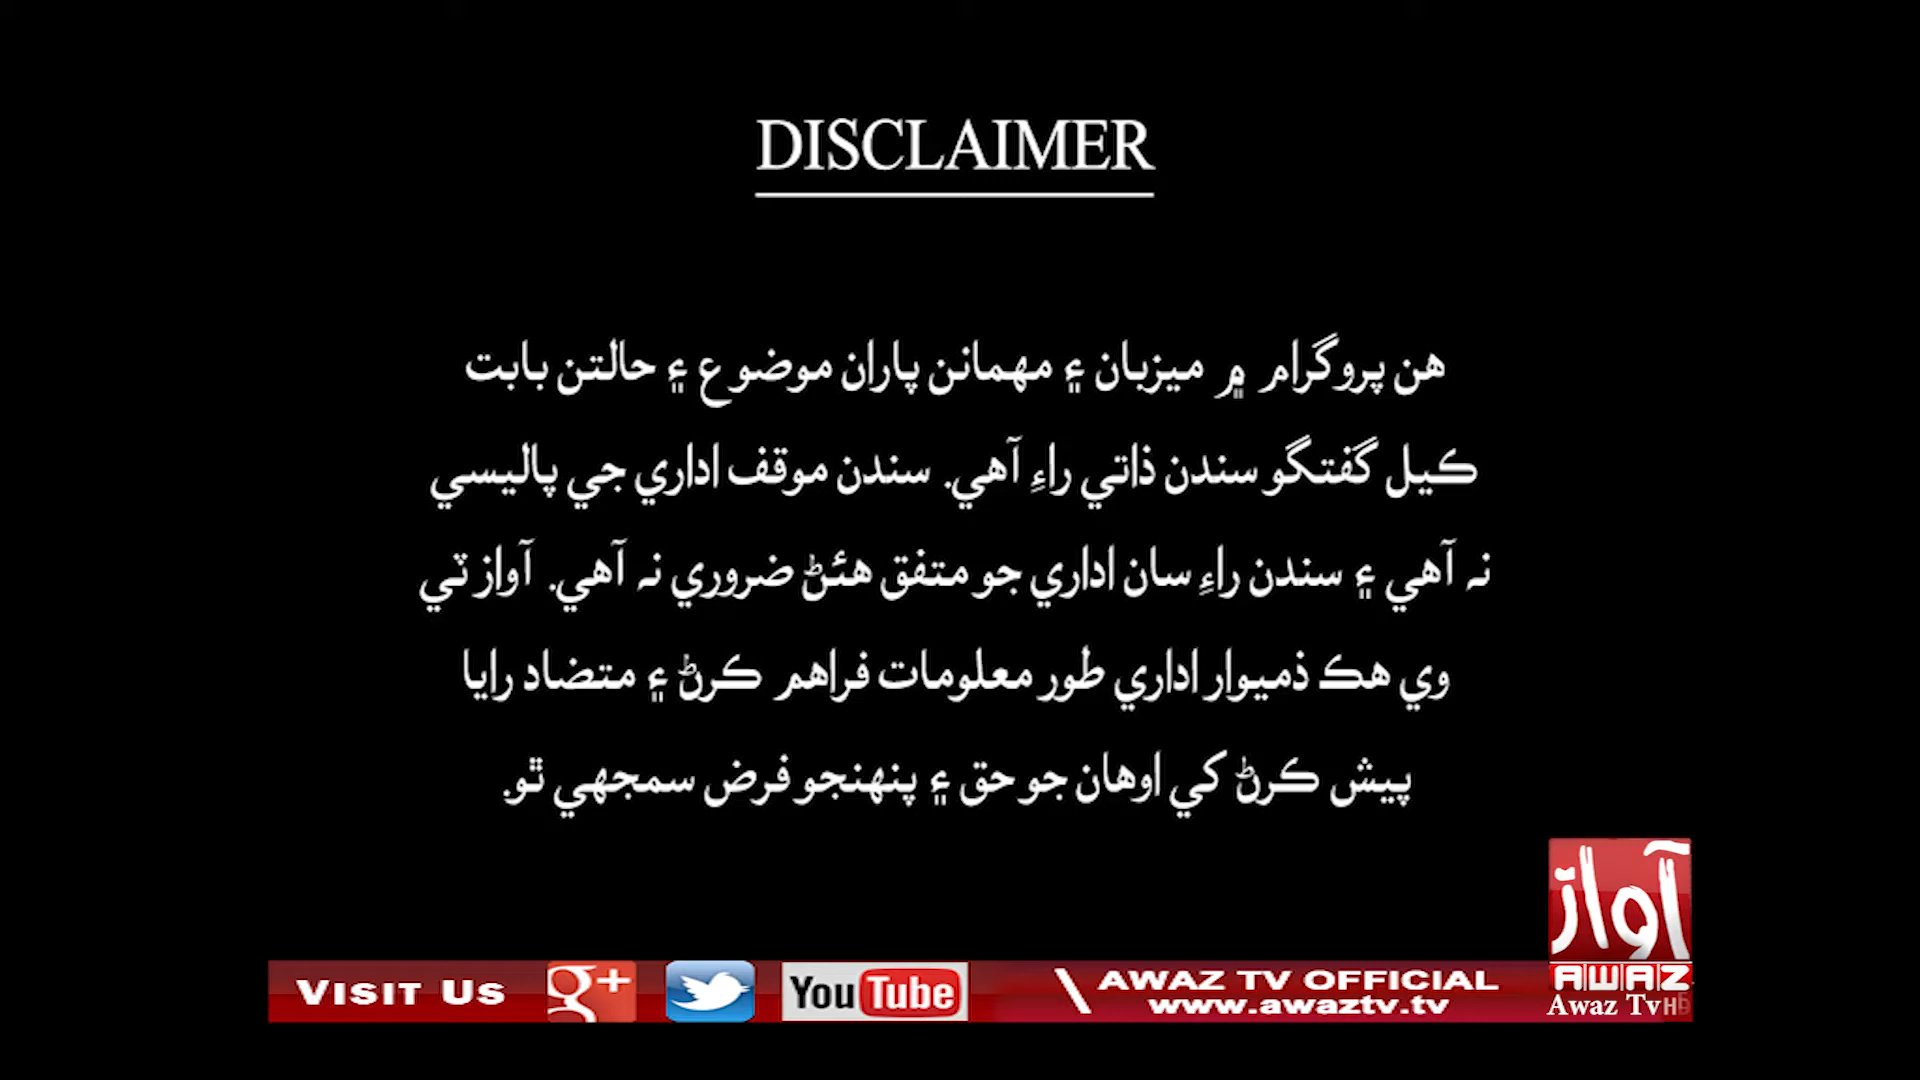 DISCLAIMER
هن پروگرام ۾ ميزبان ۽ مهمانن پاران موضوع ۽ حالتن بابت
ڪيل گفتگو سندن ذاتي راءِ آهي. سندن موقف اداري جي پاليسي
نہ آهي ۽ سندن راءِ سان اداري جو متفق هئڻ ضروري نہ آهي. آواز ٽي
وي هڪ ذميوار اداري طور معلومات فراهم ڪرڻ ۽ متضاد رايا
پيش ڪرڻ کي اوهان جو حق ۽ پنهنجو فرض سمجهي ٿو.
آواز
AWAZ
Awaz Tv HD
VISIT US g+ You Tube \ AWAZ TV OFFICIAL
www.awaztv.tv